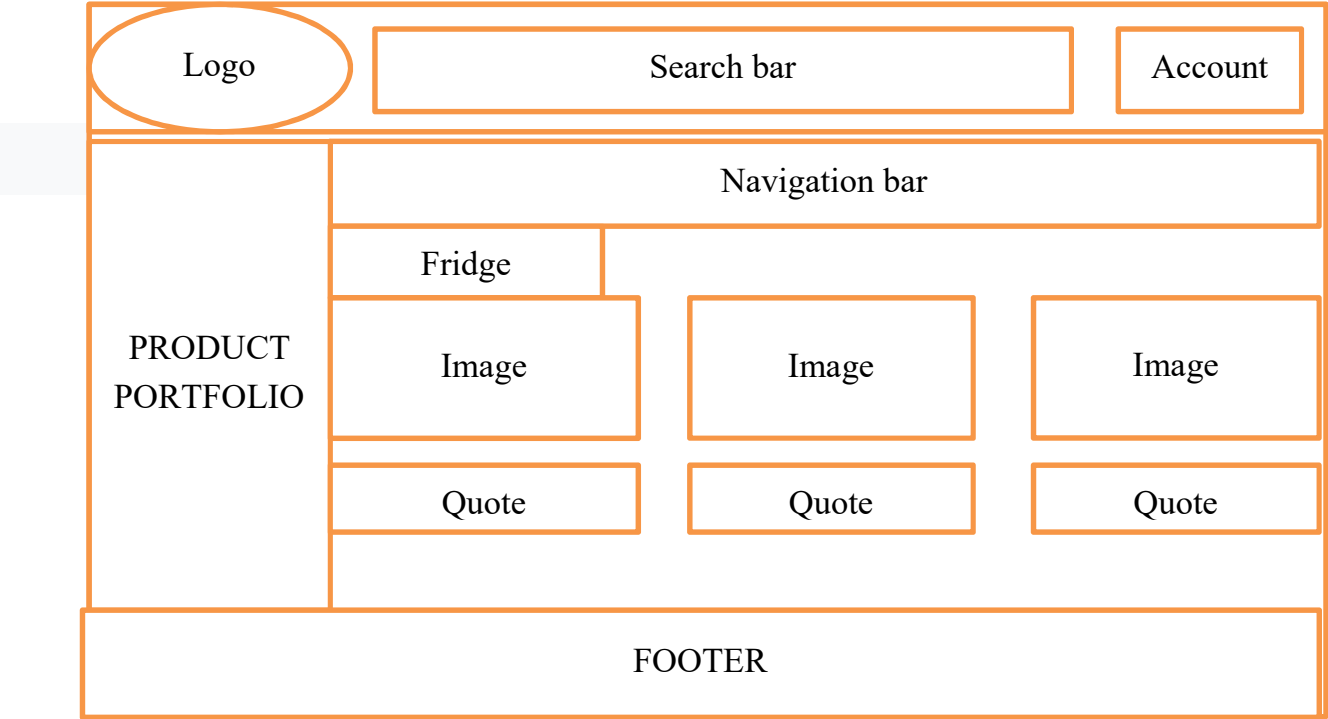 Logo
Search bar
Account
Navigation bar
Fridge
PRODUCT
PORTFOLIO
Image
Image
Image
Quote
Quote
Quote
FOOTER